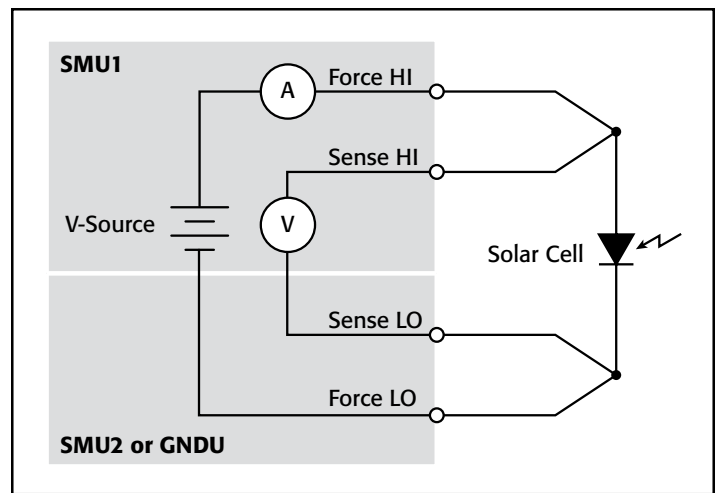 SMU1
Force HI
A
Sense HI
V-Source
V
Solar Cell
Sense LO
Force LO
SMU2 or GNDU